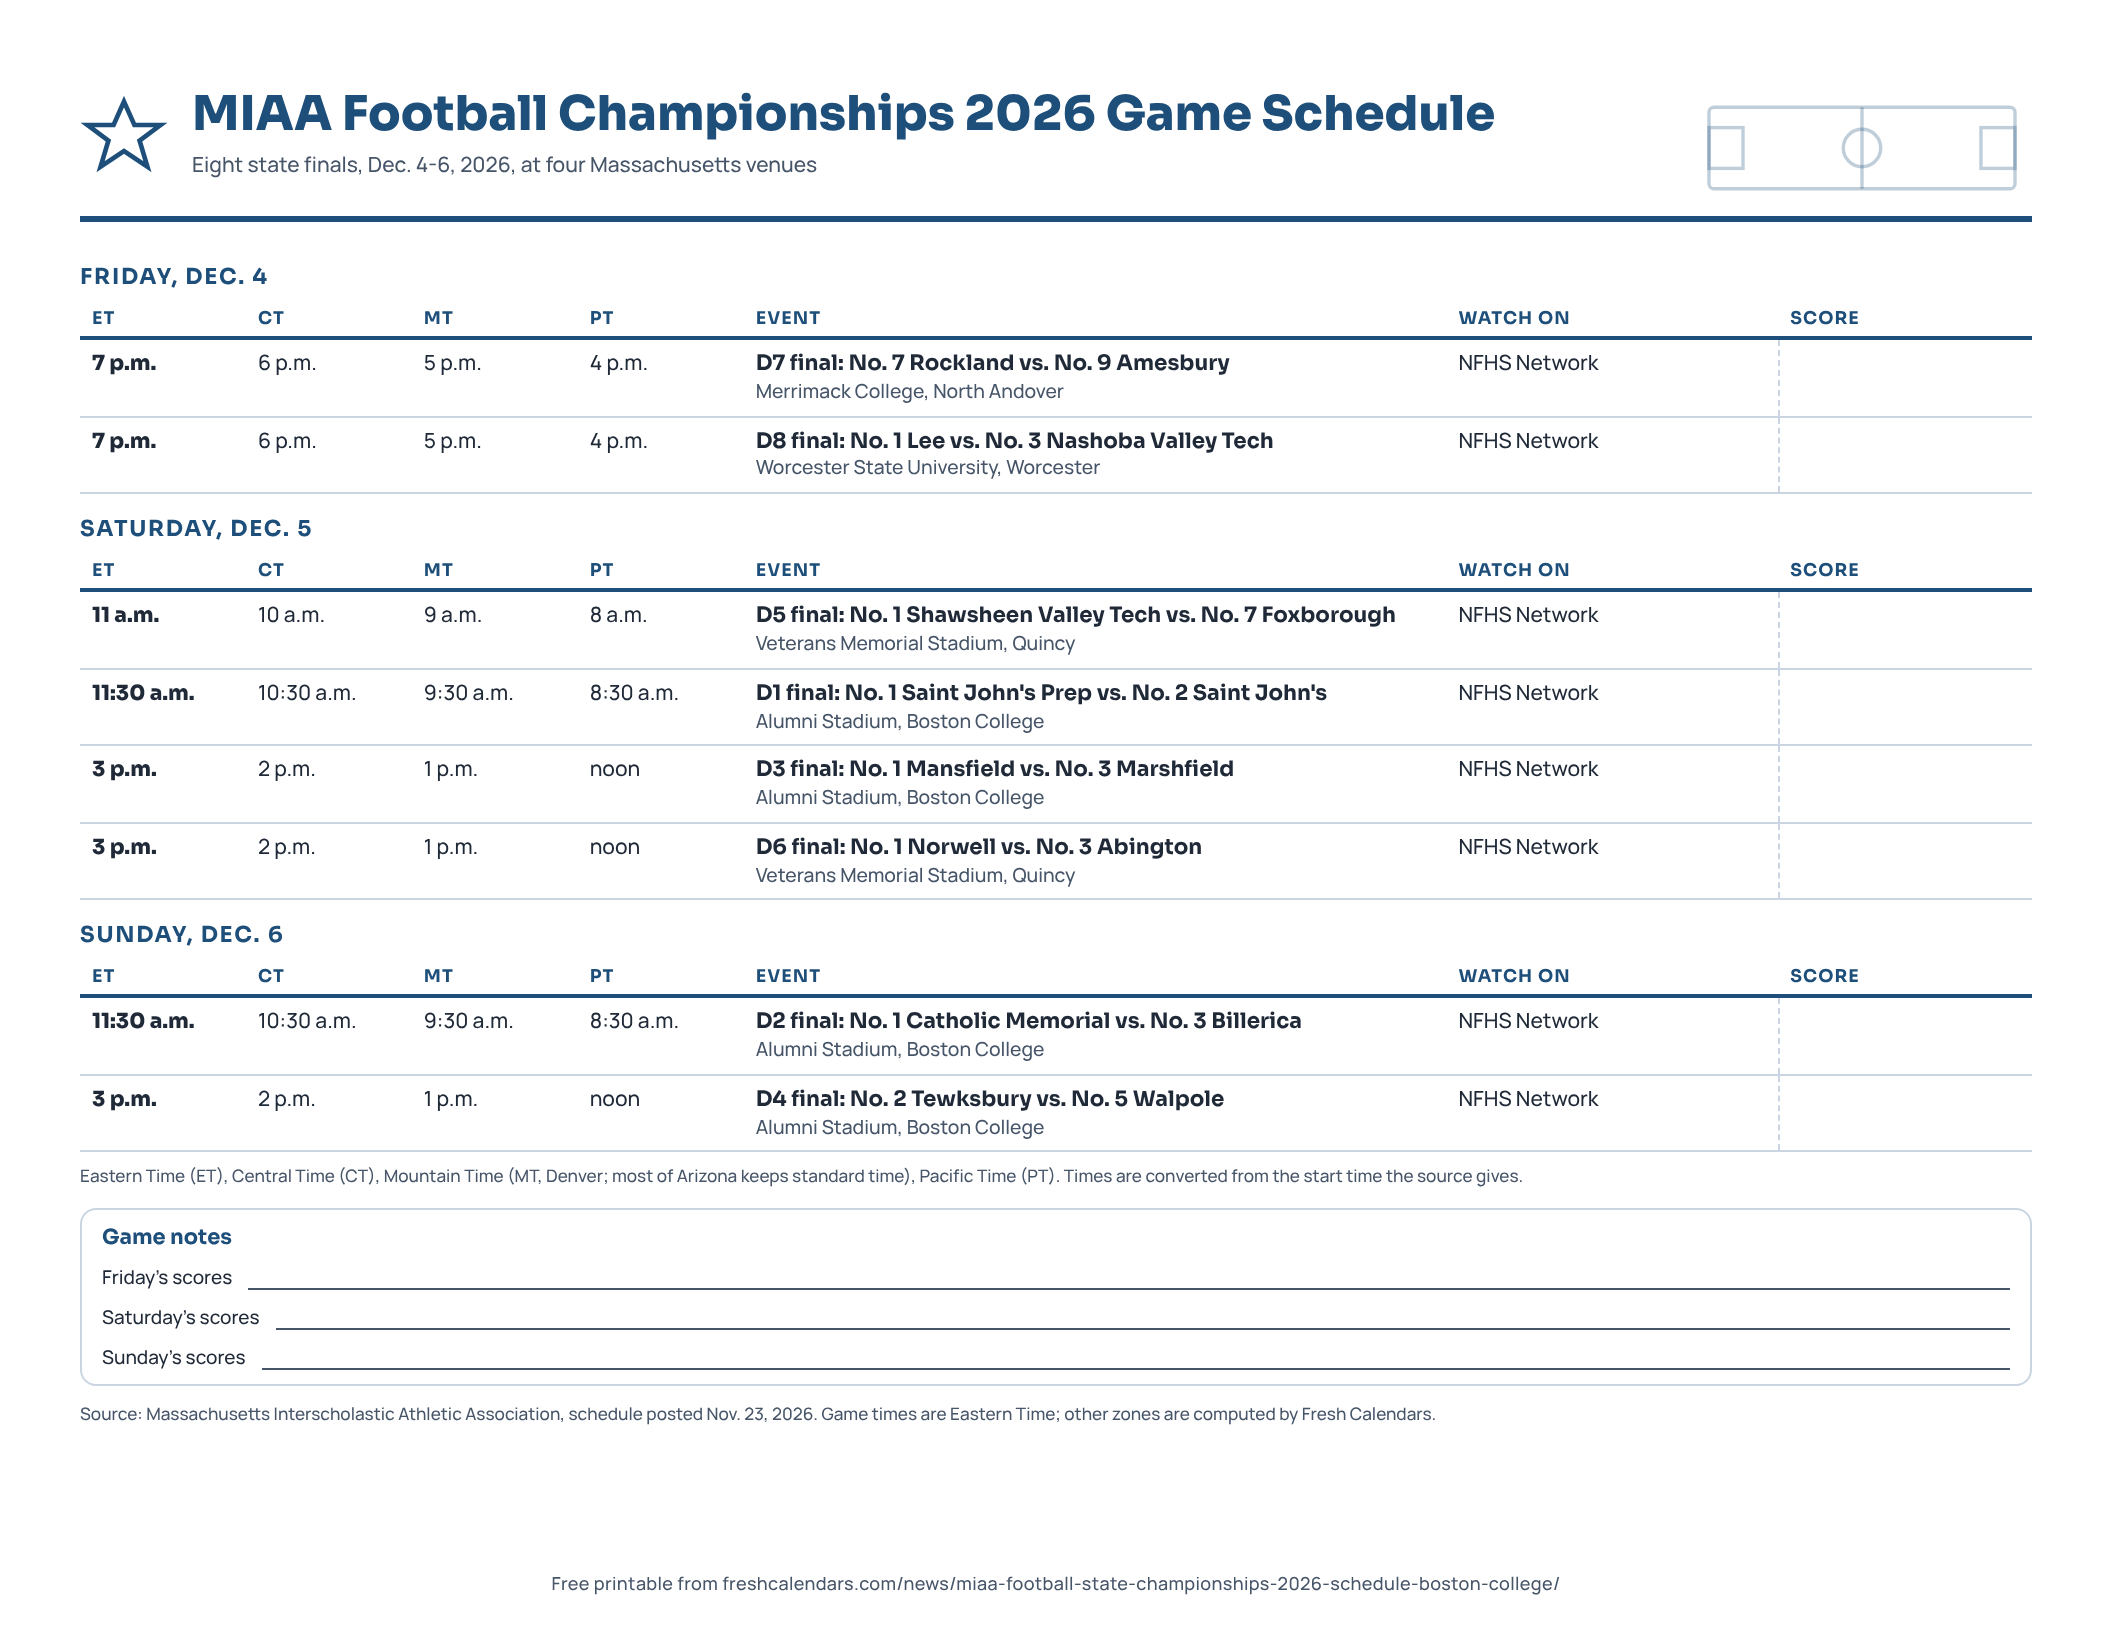 MIAA Football Championships 2026 Game Schedule
Eight state finals, Dec. 4-6, 2026, at four Massachusetts venues
FRIDAY, DEC. 4
ET CT MT PT EVENT WATCH ON SCORE
7 p.m. 6 p.m. 5 p.m. 4 p.m. D7 final: No. 7 Rockland vs. No. 9 Amesbury NFHS Network
Merrimack College, North Andover
7 p.m. 6 p.m. 5 p.m. 4 p.m. D8 final: No. 1 Lee vs. No. 3 Nashoba Valley Tech NFHS Network
Worcester State University, Worcester
SATURDAY, DEC. 5
ET CT MT PT EVENT WATCH ON SCORE
11 a.m. 10 a.m. 9 a.m. 8 a.m. D5 final: No. 1 Shawsheen Valley Tech vs. No. 7 Foxborough NFHS Network
Veterans Memorial Stadium, Quincy
11:30 a.m. 10:30 a.m. 9:30 a.m. 8:30 a.m. D1 final: No. 1 Saint John's Prep vs. No. 2 Saint John's NFHS Network
Alumni Stadium, Boston College
3 p.m. 2 p.m. 1 p.m. noon D3 final: No. 1 Mansfield vs. No. 3 Marshfield NFHS Network
Alumni Stadium, Boston College
3 p.m. 2 p.m. 1 p.m. noon D6 final: No. 1 Norwell vs. No. 3 Abington NFHS Network
Veterans Memorial Stadium, Quincy
SUNDAY, DEC. 6
ET CT MT PT EVENT WATCH ON SCORE
11:30 a.m. 10:30 a.m. 9:30 a.m. 8:30 a.m. D2 final: No. 1 Catholic Memorial vs. No. 3 Billerica NFHS Network
Alumni Stadium, Boston College
3 p.m. 2 p.m. 1 p.m. noon D4 final: No. 2 Tewksbury vs. No. 5 Walpole NFHS Network
Alumni Stadium, Boston College
Eastern Time (ET), Central Time (CT), Mountain Time (MT, Denver; most of Arizona keeps standard time), Pacific Time (PT). Times are converted from the start time the source gives.
Game notes
Friday's scores
Saturday's scores
Sunday's scores
Source: Massachusetts Interscholastic Athletic Association, schedule posted Nov. 23, 2026. Game times are Eastern Time; other zones are computed by Fresh Calendars.
Free printable from freshcalendars.com/news/miaa-football-state-championships-2026-schedule-boston-college/